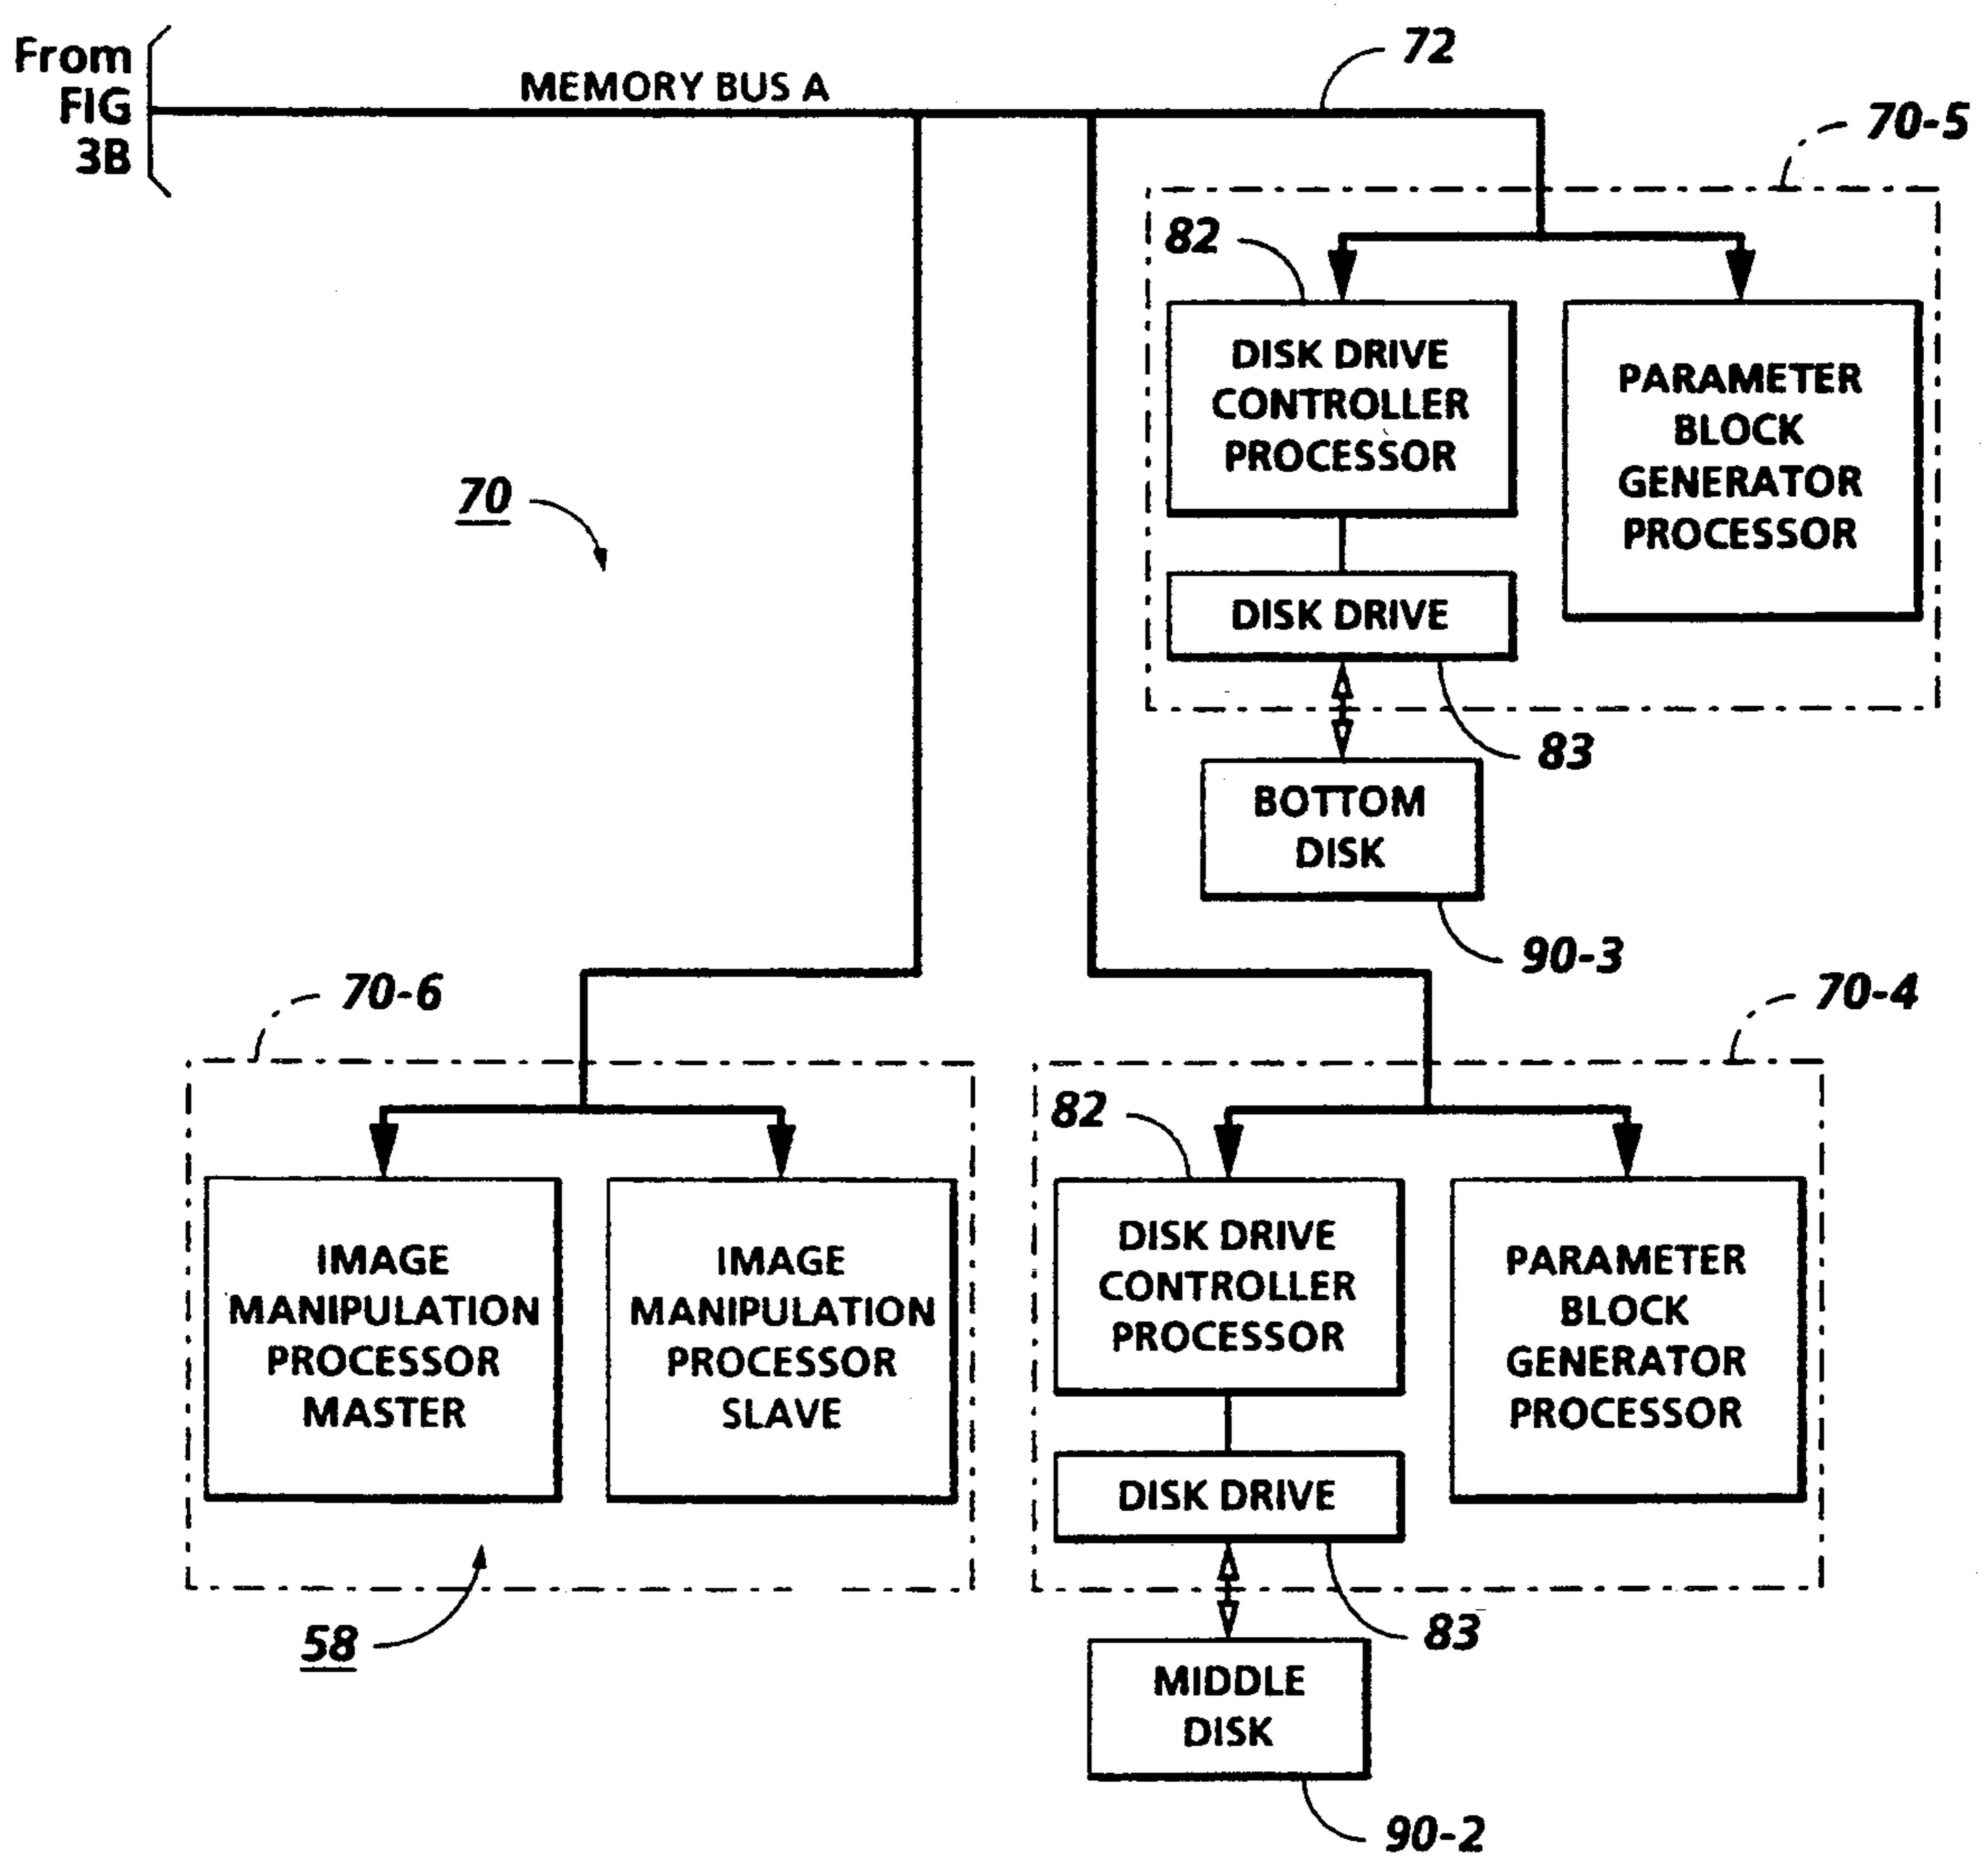 From
FIG
3B
MEMORY BUS A
72
70-5
82
DISK DRIVE
CONTROLLER
PROCESSOR
PARAMETER
BLOCK
GENERATOR
PROCESSOR
70
DISK DRIVE
83
BOTTOM
DISK
90-3
70-6
70-4
82
IMAGE
MANIPULATION
PROCESSOR
MASTER
IMAGE
MANIPULATION
PROCESSOR
SLAVE
DISK DRIVE
CONTROLLER
PROCESSOR
PARAMETER
BLOCK
GENERATOR
PROCESSOR
DISK DRIVE
58
83
MIDDLE
DISK
90-2